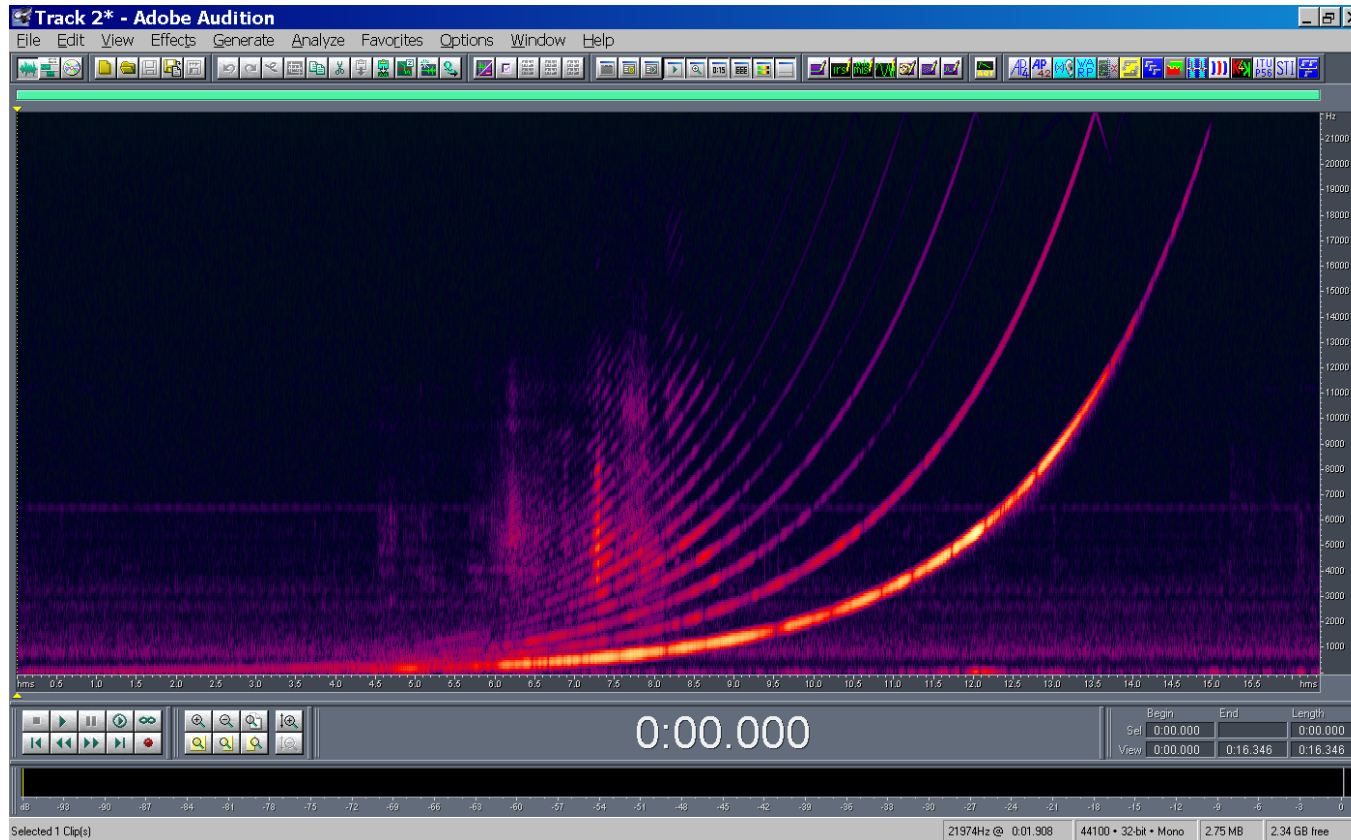 Track 2* - Adobe Audition
File Edit View Effects Generate Analyze Favorites Options Window Help
Hz
21000
20000
19000
18000
17000
16000
15000
14000
13000
12000
11000
10000
9000
8000
7000
6000
5000
4000
3000
2000
1000
hms 0.5 1.0 1.5 2.0 2.5 3.0 3.5 4.0 4.5 5.0 5.5 6.0 6.5 7.0 7.5 8.0 8.5 9.0 9.5 10.0 10.5 11.0 11.5 12.0 12.5 13.0 13.5 14.0 14.5 15.0 15.5 hms
0:00.000
Begin End Length
Sel 0:00.000 0:00.000
View 0:00.000 0:16.346 0:16.346
dB -93 -90 -87 -84 -81 -78 -75 -72 -69 -66 -63 -60 -57 -54 -51 -48 -45 -42 -39 -36 -33 -30 -27 -24 -21 -18 -15 -12 -9 -6 -3 0
Selected 1 Clip(s) 21974Hz @ 0:01.908 44100 • 32-bit • Mono 2.75 MB 2.34 GB free